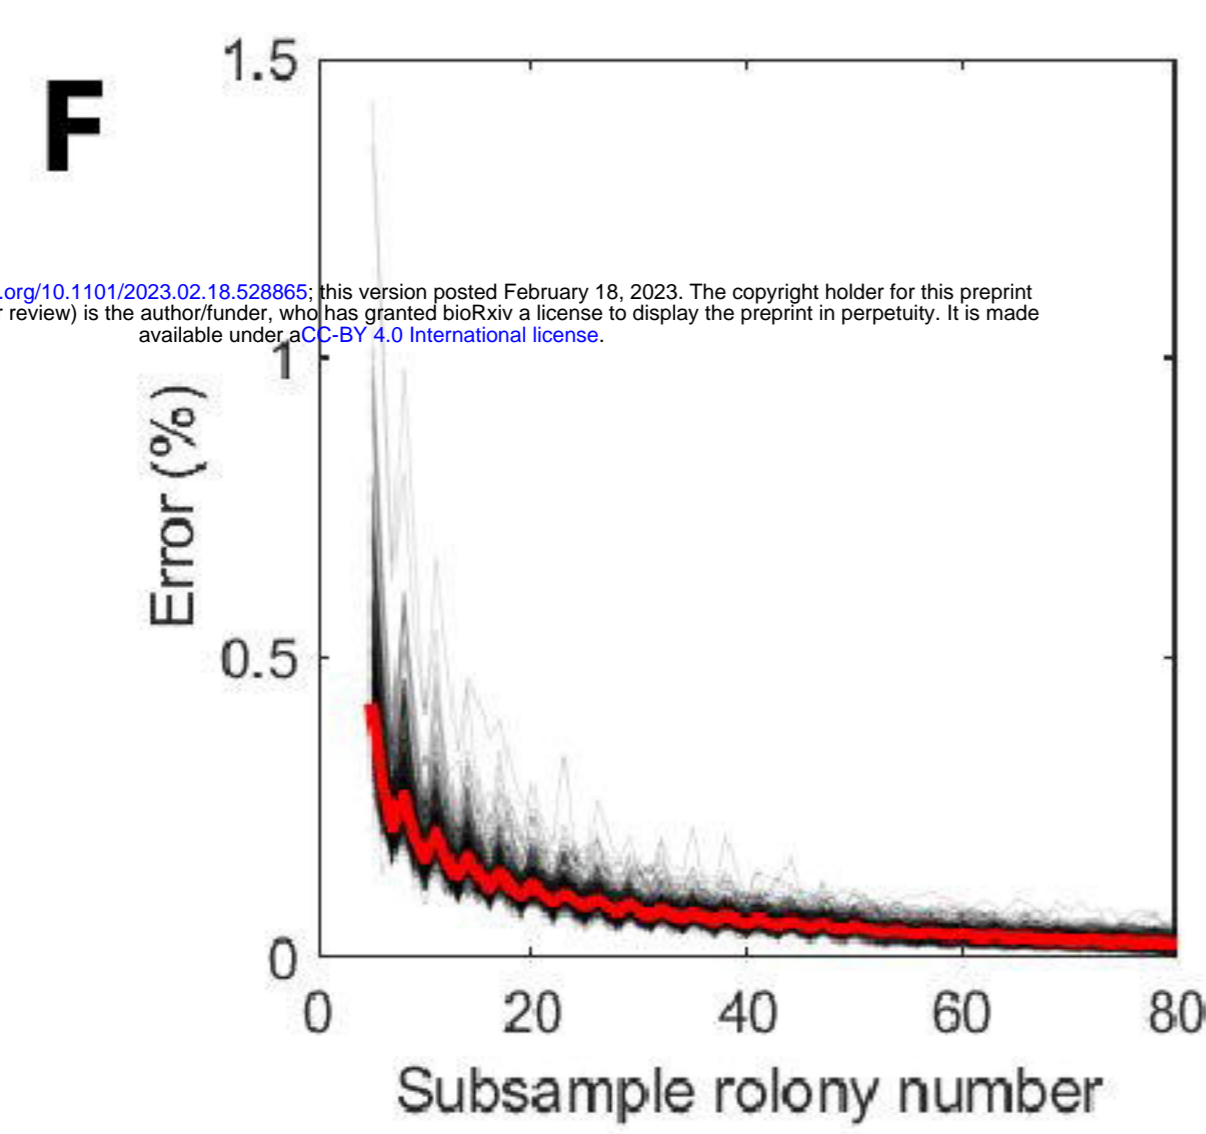 F
1.5
.org/10.1101/2023.02.18.528865; this version posted February 18, 2023. The copyright holder for this preprint
r review) is the author/funder, who has granted bioRxiv a license to display the preprint in perpetuity. It is made
available under aCC-BY 4.0 International license.
1
Error (%)
0.5
0
0 20 40 60 80
Subsample rolony number